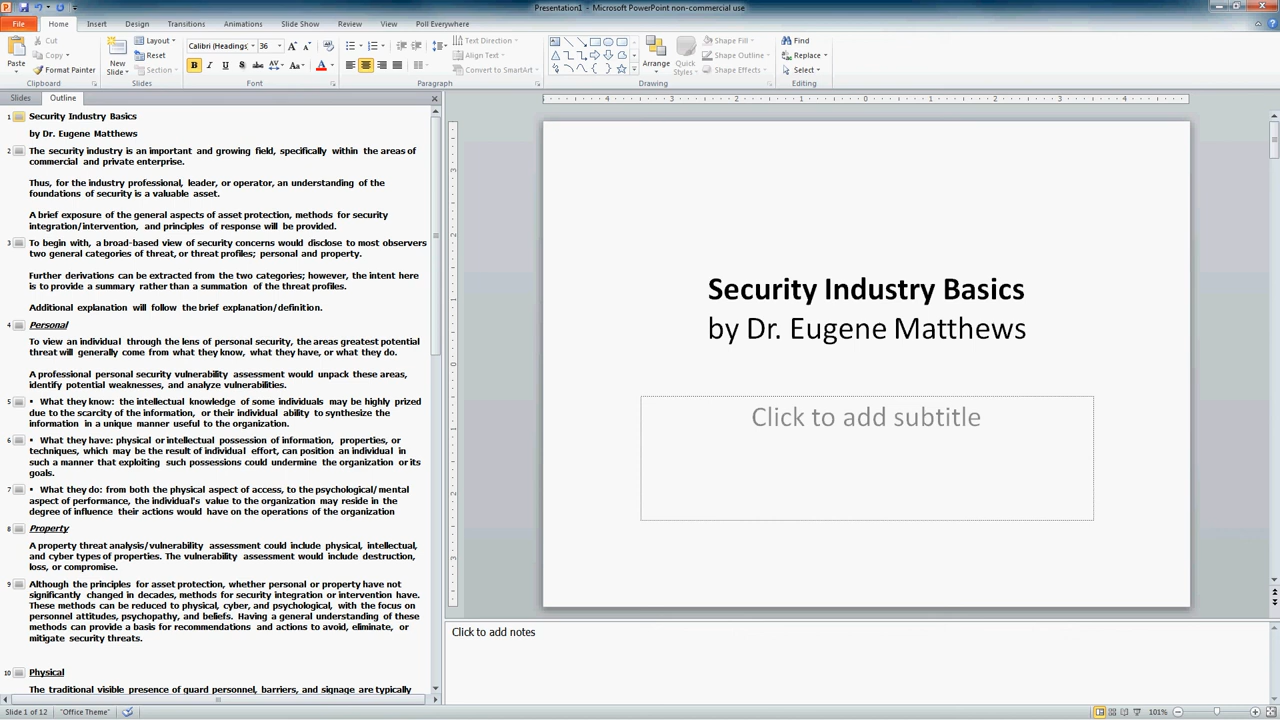 Presentation1 - Microsoft PowerPoint non-commercial use
File Home Insert Design Transitions Animations Slide Show Review View Poll Everywhere
Paste
Cut
Copy
Format Painter
Clipboard
New Slide
Layout
Reset
Section
Slides
Calibri (Headings) 36
B I U S abc AV Aa A
Font
Text Direction
Align Text
Convert to SmartArt
Paragraph
Arrange
Quick Styles
Shape Fill
Shape Outline
Shape Effects
Drawing
Find
Replace
Select
Editing
Slides Outline
1 Security Industry Basics
by Dr. Eugene Matthews
2 The security industry is an important and growing field, specifically within the areas of
commercial and private enterprise.
Thus, for the industry professional, leader, or operator, an understanding of the
foundations of security is a valuable asset.
A brief exposure of the general aspects of asset protection, methods for security
integration/intervention, and principles of response will be provided.
3 To begin with, a broad-based view of security concerns would disclose to most observers
two general categories of threat, or threat profiles; personal and property.
Further derivations can be extracted from the two categories; however, the intent here
is to provide a summary rather than a summation of the threat profiles.
Additional explanation will follow the brief explanation/definition.
4 Personal
To view an individual through the lens of personal security, the areas greatest potential
threat will generally come from what they know, what they have, or what they do.
A professional personal security vulnerability assessment would unpack these areas,
identify potential weaknesses, and analyze vulnerabilities.
5 • What they know: the intellectual knowledge of some individuals may be highly prized
due to the scarcity of the information, or their individual ability to synthesize the
information in a unique manner useful to the organization.
6 • What they have: physical or intellectual possession of information, properties, or
techniques, which may be the result of individual effort, can position an individual in
such a manner that exploiting such possessions could undermine the organization or its
goals.
7 • What they do: from both the physical aspect of access, to the psychological/mental
aspect of performance, the individual's value to the organization may reside in the
degree of influence their actions would have on the operations of the organization
8 Property
A property threat analysis/vulnerability assessment could include physical, intellectual,
and cyber types of properties. The vulnerability assessment would include destruction,
loss, or compromise.
9 Although the principles for asset protection, whether personal or property have not
significantly changed in decades, methods for security integration or intervention have.
These methods can be reduced to physical, cyber, and psychological, with the focus on
personnel attitudes, psychopathy, and beliefs. Having a general understanding of these
methods can provide a basis for recommendations and actions to avoid, eliminate, or
mitigate security threats.
10 Physical
The traditional visible presence of guard personnel, barriers, and signage are typically
Security Industry Basics
by Dr. Eugene Matthews
Click to add subtitle
Click to add notes
Slide 1 of 12 "Office Theme" 101%